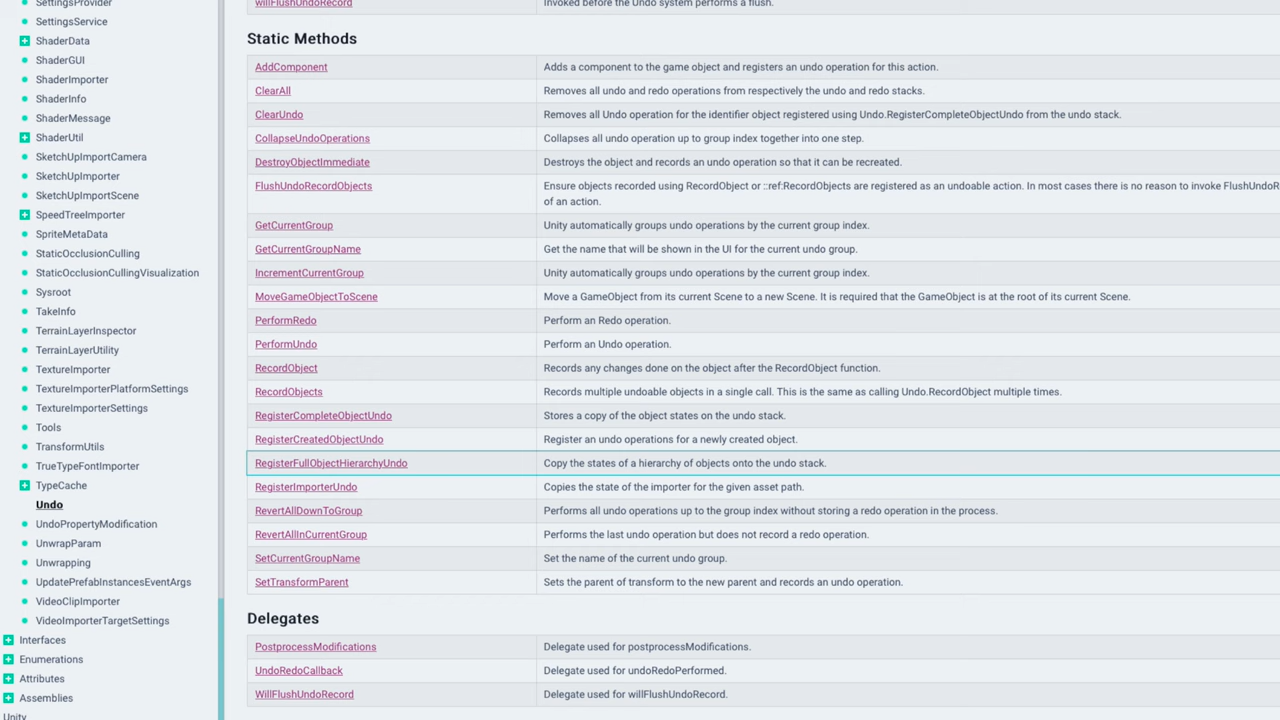 SettingsProvider
SettingsService
ShaderData
ShaderGUI
ShaderImporter
ShaderInfo
ShaderMessage
ShaderUtil
SketchUpImportCamera
SketchUpImporter
SketchUpImportScene
SpeedTreeImporter
SpriteMetaData
StaticOcclusionCulling
StaticOcclusionCullingVisualization
Sysroot
TakeInfo
TerrainLayerInspector
TerrainLayerUtility
TextureImporter
TextureImporterPlatformSettings
TextureImporterSettings
Tools
TransformUtils
TrueTypeFontImporter
TypeCache
Undo
UndoPropertyModification
UnwrapParam
Unwrapping
UpdatePrefabInstancesEventArgs
VideoClipImporter
VideoImporterTargetSettings
Interfaces
Enumerations
Attributes
Assemblies
Unity
willFlushUndoRecord Invoked before the Undo system performs a flush.
Static Methods
AddComponent Adds a component to the game object and registers an undo operation for this action.
ClearAll Removes all undo and redo operations from respectively the undo and redo stacks.
ClearUndo Removes all Undo operation for the identifier object registered using Undo.RegisterCompleteObjectUndo from the undo stack.
CollapseUndoOperations Collapses all undo operation up to group index together into one step.
DestroyObjectImmediate Destroys the object and records an undo operation so that it can be recreated.
FlushUndoRecordObjects Ensure objects recorded using RecordObject or ::ref:RecordObjects are registered as an undoable action. In most cases there is no reason to invoke FlushUndoR
of an action.
GetCurrentGroup Unity automatically groups undo operations by the current group index.
GetCurrentGroupName Get the name that will be shown in the UI for the current undo group.
IncrementCurrentGroup Unity automatically groups undo operations by the current group index.
MoveGameObjectToScene Move a GameObject from its current Scene to a new Scene. It is required that the GameObject is at the root of its current Scene.
PerformRedo Perform an Redo operation.
PerformUndo Perform an Undo operation.
RecordObject Records any changes done on the object after the RecordObject function.
RecordObjects Records multiple undoable objects in a single call. This is the same as calling Undo.RecordObject multiple times.
RegisterCompleteObjectUndo Stores a copy of the object states on the undo stack.
RegisterCreatedObjectUndo Register an undo operations for a newly created object.
RegisterFullObjectHierarchyUndo Copy the states of a hierarchy of objects onto the undo stack.
RegisterImporterUndo Copies the state of the importer for the given asset path.
RevertAllDownToGroup Performs all undo operations up to the group index without storing a redo operation in the process.
RevertAllInCurrentGroup Performs the last undo operation but does not record a redo operation.
SetCurrentGroupName Set the name of the current undo group.
SetTransformParent Sets the parent of transform to the new parent and records an undo operation.
Delegates
PostprocessModifications Delegate used for postprocessModifications.
UndoRedoCallback Delegate used for undoRedoPerformed.
WillFlushUndoRecord Delegate used for willFlushUndoRecord.